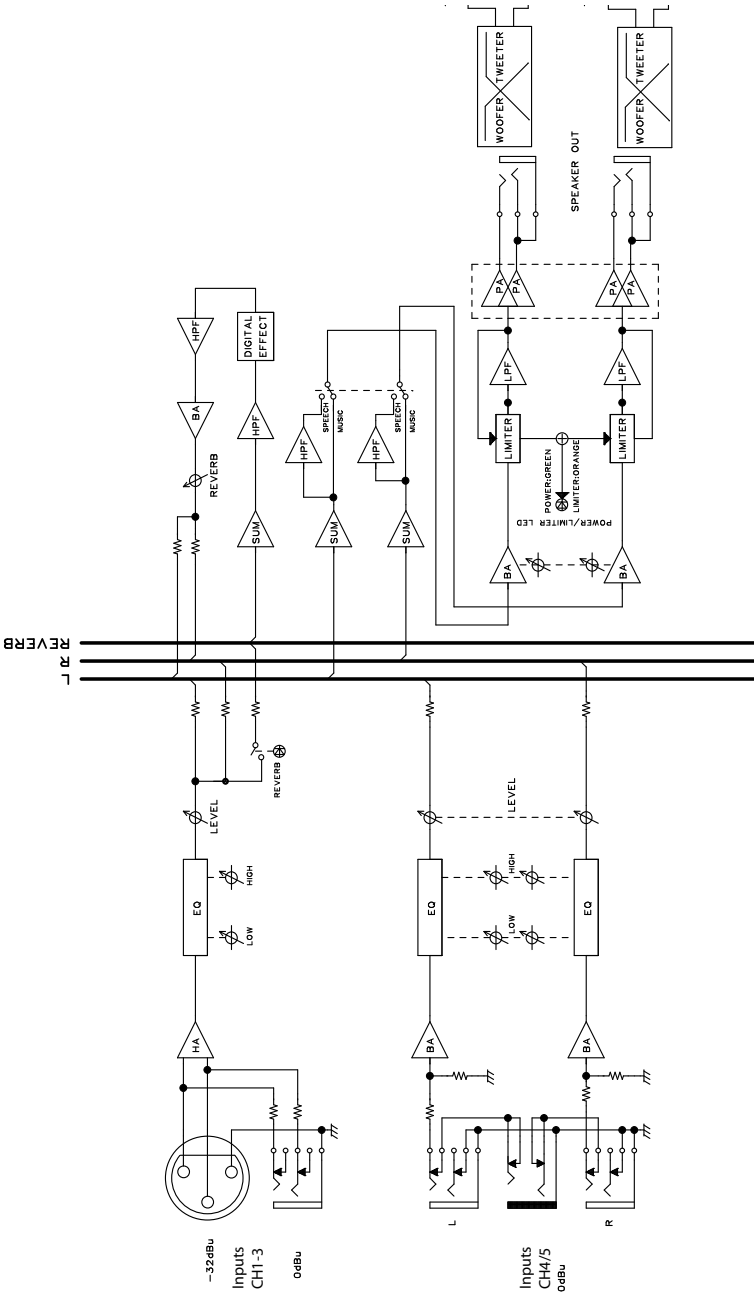 WOOFER TWEETER
WOOFER TWEETER
SPEAKER OUT
PA
PA
PA
PA
HPF
DIGITAL
EFFECT
BA
HPF
LPF
LPF
SPEECH
MUSIC
SPEECH
MUSIC
HPF
HPF
LIMITER
LIMITER
POWER:GREEN
LIMITER:ORANGE
POWER/LIMITER LED
REVERB
SUM
SUM
SUM
BA
BA
REVERB
R
L
REVERB
LEVEL
LEVEL
EQ
HIGH
LOW
EQ
HIGH
LOW
EQ
HA
BA
BA
L
R
-32dBu
Inputs
CH1-3
0dBu
Inputs
CH4/5
0dBu